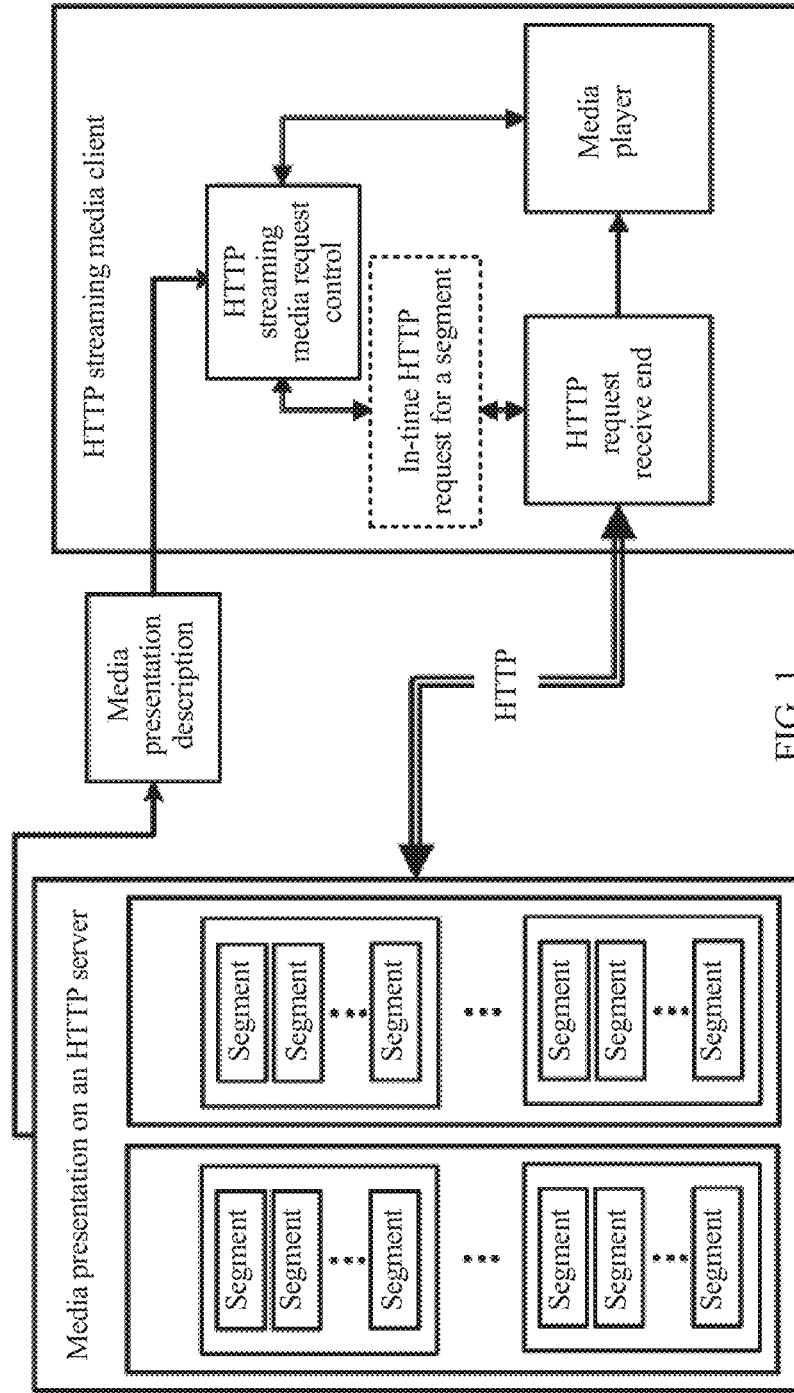 Media presentation on an HTTP server
Segment
Segment
Segment
Segment
Segment
Segment
Segment
Segment
Segment
Segment
Segment
Segment
Media
presentation
description
HTTP
HTTP streaming media client
HTTP
streaming
media request
control
In-time HTTP
request for a segment
HTTP
request
receive end
Media
player
FIG. 1